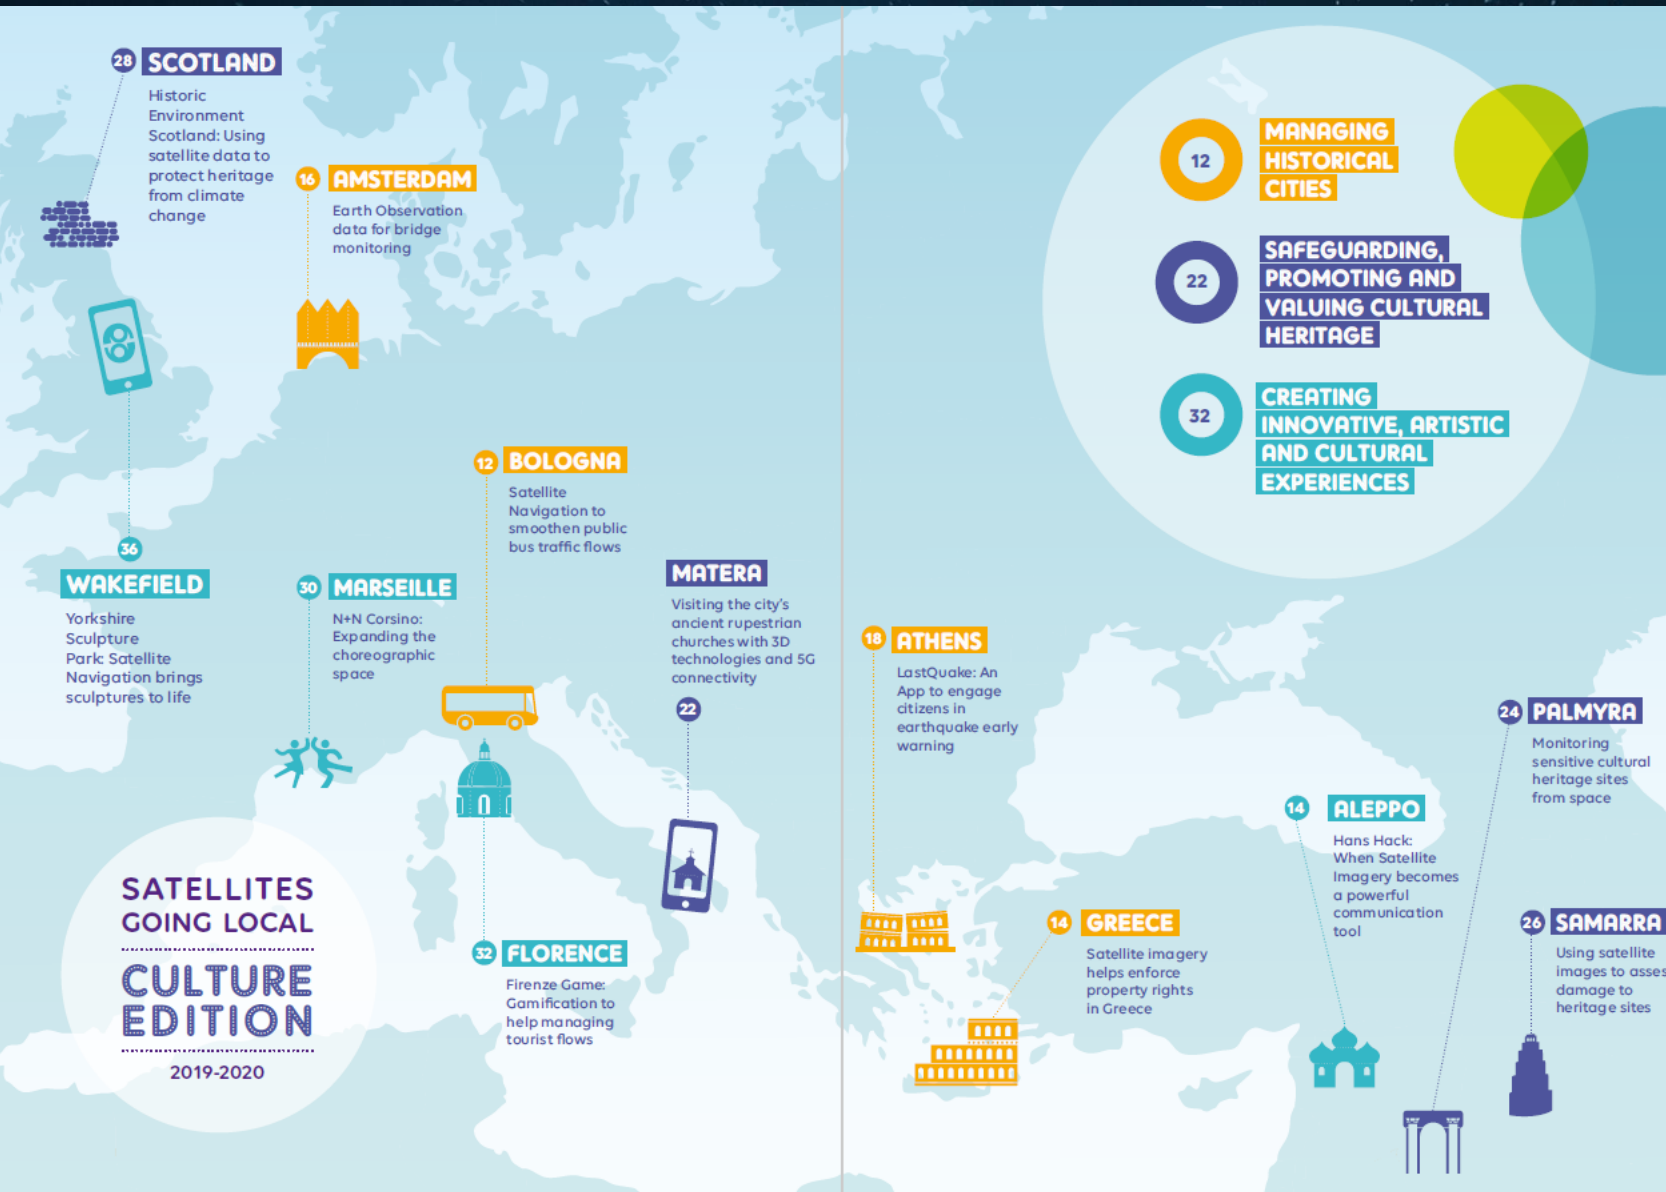 28 SCOTLAND
Historic
Environment
Scotland: Using
satellite data to
protect heritage
from climate
change
16 AMSTERDAM
Earth Observation
data for bridge
monitoring
36
WAKEFIELD
Yorkshire
Sculpture
Park: Satellite
Navigation brings
sculptures to life
30 MARSEILLE
N+N Corsino:
Expanding the
choreographic
space
12 BOLOGNA
Satellite
Navigation to
smoothen public
bus traffic flows
MATERA
Visiting the city's
ancient rupestrian
churches with 3D
technologies and 5G
connectivity
22
32 FLORENCE
Firenze Game:
Gamification to
help managing
tourist flows
SATELLITES
GOING LOCAL
CULTURE
EDITION
2019-2020
12
MANAGING
HISTORICAL
CITIES
22
SAFEGUARDING,
PROMOTING AND
VALUING CULTURAL
HERITAGE
32
CREATING
INNOVATIVE, ARTISTIC
AND CULTURAL
EXPERIENCES
18 ATHENS
LastQuake: An
App to engage
citizens in
earthquake early
warning
14 GREECE
Satellite imagery
helps enforce
property rights
in Greece
14 ALEPPO
Hans Hack:
When Satellite
Imagery becomes
a powerful
communication
tool
24 PALMYRA
Monitoring
sensitive cultural
heritage sites
from space
26 SAMARRA
Using satellite
images to asses
damage to
heritage sites